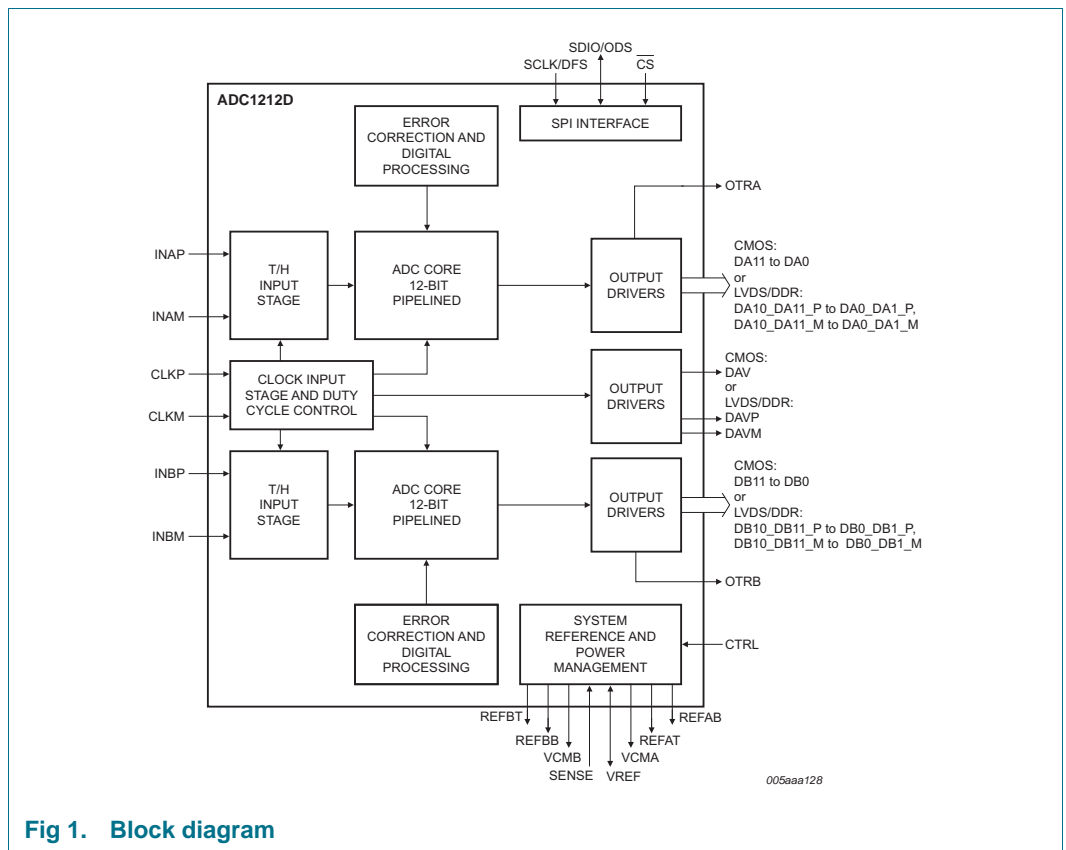 SDIO/ODS
SCLK/DFS
CS
ADC1212D
ERROR
CORRECTION AND
DIGITAL
PROCESSING
SPI INTERFACE
OTRA
INAP
INAM
T/H
INPUT
STAGE
ADC CORE
12-BIT
PIPELINED
OUTPUT
DRIVERS
CMOS:
DA11 to DA0
or
LVDS/DDR:
DA10_DA11_P to DA0_DA1_P,
DA10_DA11_M to DA0_DA1_M
CLKP
CLKM
CLOCK INPUT
STAGE AND DUTY
CYCLE CONTROL
OUTPUT
DRIVERS
CMOS:
DAV
or
LVDS/DDR:
DAVP
DAVM
INBP
INBM
T/H
INPUT
STAGE
ADC CORE
12-BIT
PIPELINED
OUTPUT
DRIVERS
CMOS:
DB11 to DB0
or
LVDS/DDR:
DB10_DB11_P to DB0_DB1_P,
DB10_DB11_M to DB0_DB1_M
OTRB
ERROR
CORRECTION AND
DIGITAL
PROCESSING
SYSTEM
REFERENCE AND
POWER
MANAGEMENT
CTRL
REFBT
REFAB
REFBB
REFAT
VCMB
VCMA
SENSE
VREF
005aaa128
Fig 1. Block diagram